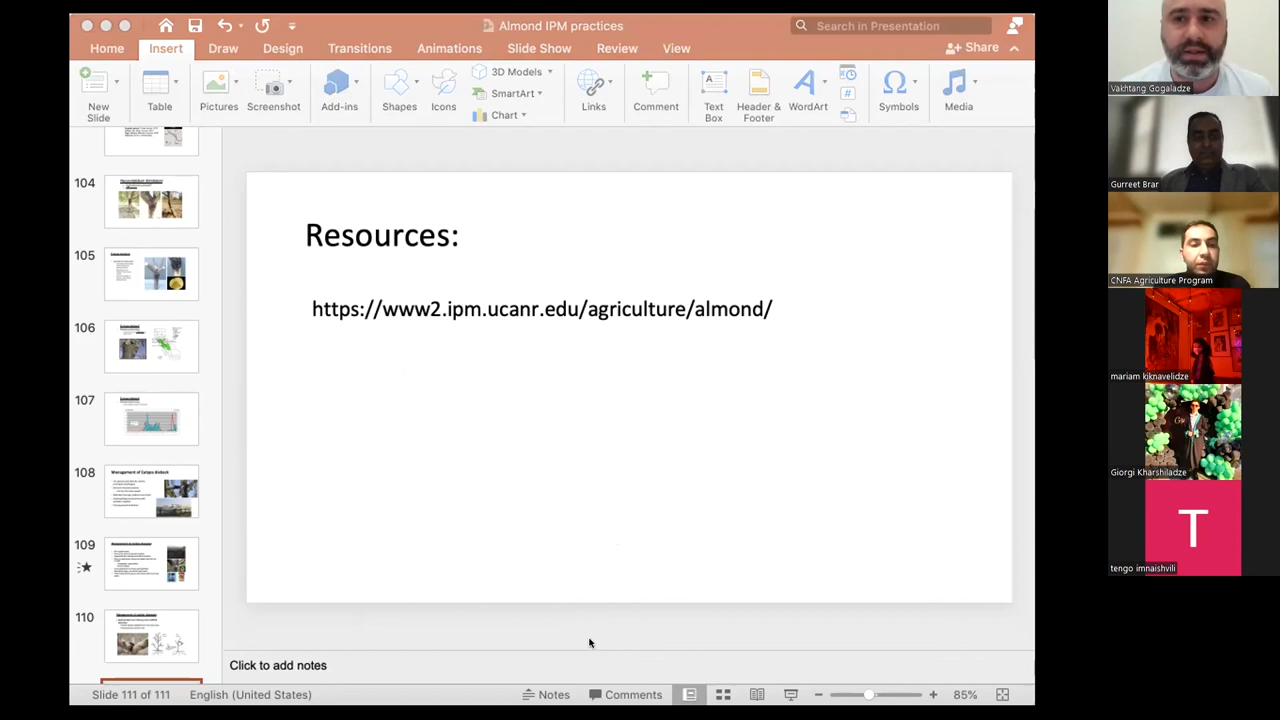 Almond IPM practices
Search in Presentation
Home Insert Draw Design Transitions Animations Slide Show Review View Share
New Slide
Table
Pictures
Screenshot
Add-ins
Shapes
Icons
3D Models
SmartArt
Chart
Links
Comment
Text Box
Header & Footer
WordArt
Symbols
Media
104
105
106
107
108
Management of Eutypa dieback
109
110
Resources:
https://www2.ipm.ucanr.edu/agriculture/almond/
Click to add notes
Slide 111 of 111 English (United States) Notes Comments 85%
Vakhtang Gogaladze
Gurreet Brar
CNFA Agriculture Program
mariam kiknavelidze
Giorgi Kharshiladze
T
tengo imnaishvili